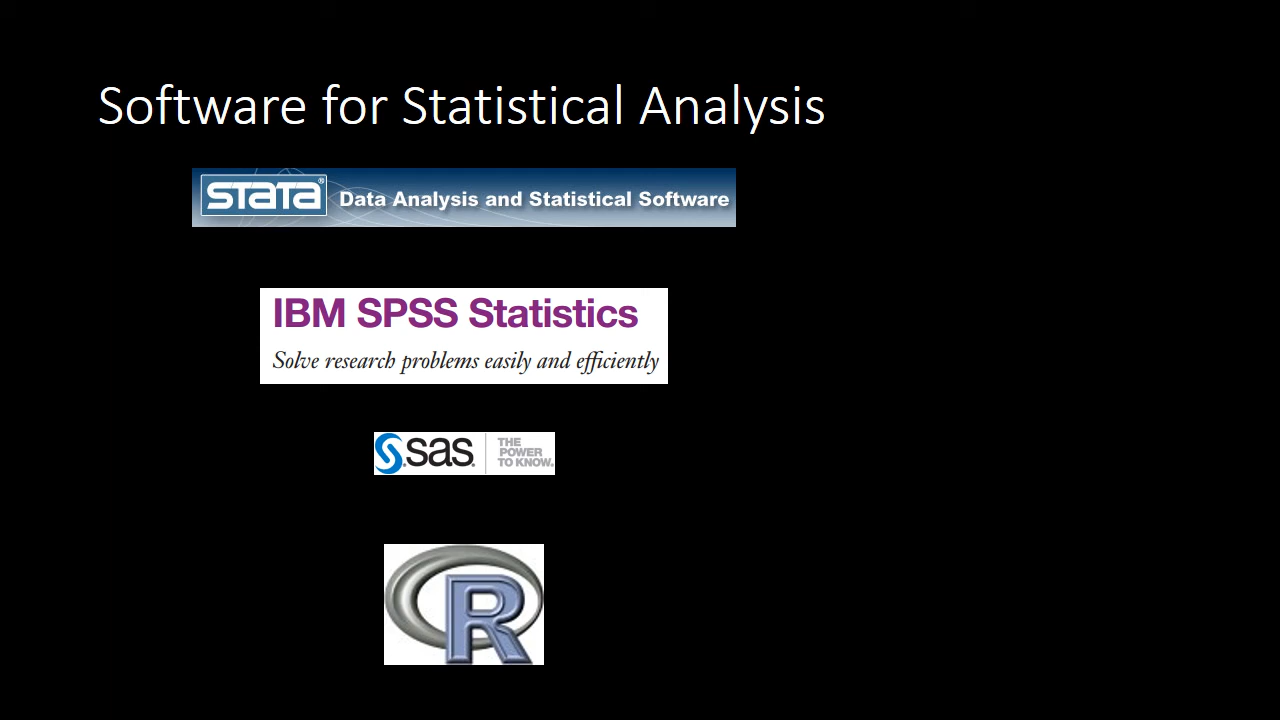 Software for Statistical Analysis
STATA® Data Analysis and Statistical Software
IBM SPSS Statistics
Solve research problems easily and efficiently
sas. THE
POWER
TO KNOW.
R